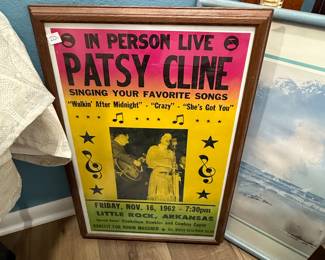 IN PERSON LIVE
PATSY CLINE
SINGING YOUR FAVORITE SONGS
"Walkin' After Midnight" - "Crazy" - "She's Got You"
FRIDAY, NOV. 16, 1962 - 7:30pm
LITTLE ROCK, ARKANSAS